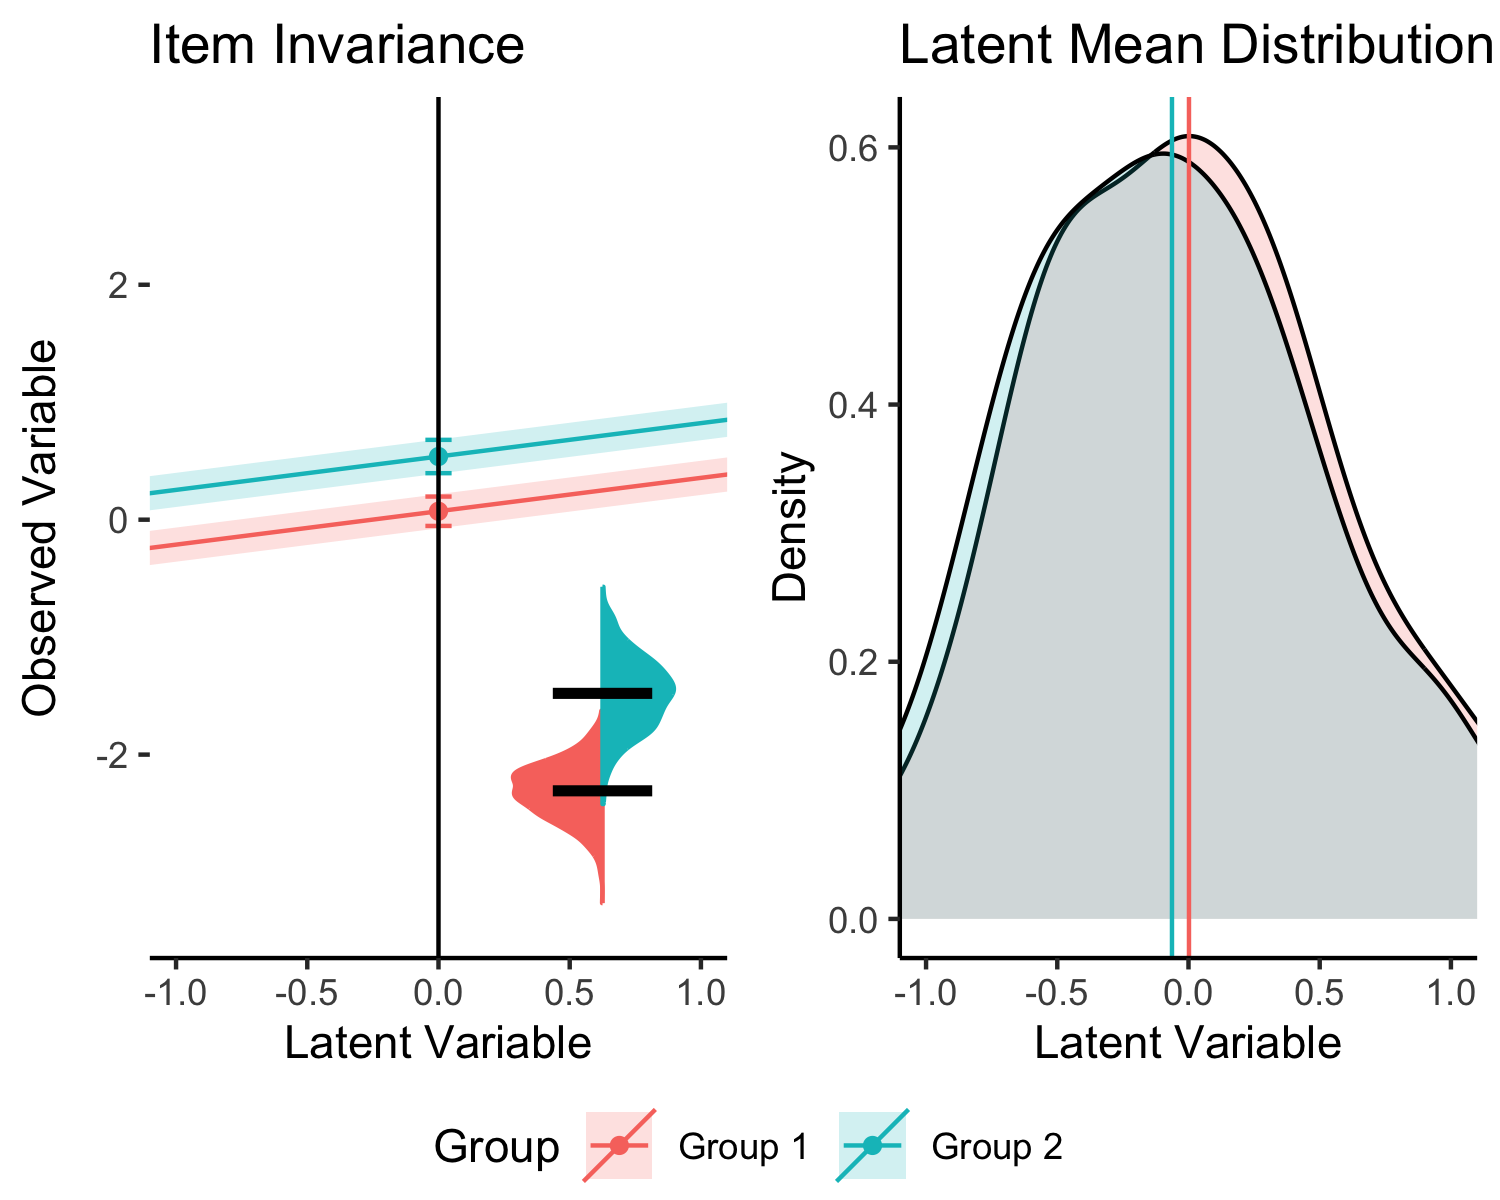 Item Invariance
Observed Variable
2
0
-2
-1.0 -0.5 0.0 0.5 1.0
Latent Variable
Latent Mean Distribution
Density
0.6
0.4
0.2
0.0
-1.0 -0.5 0.0 0.5 1.0
Latent Variable
Group Group 1 Group 2